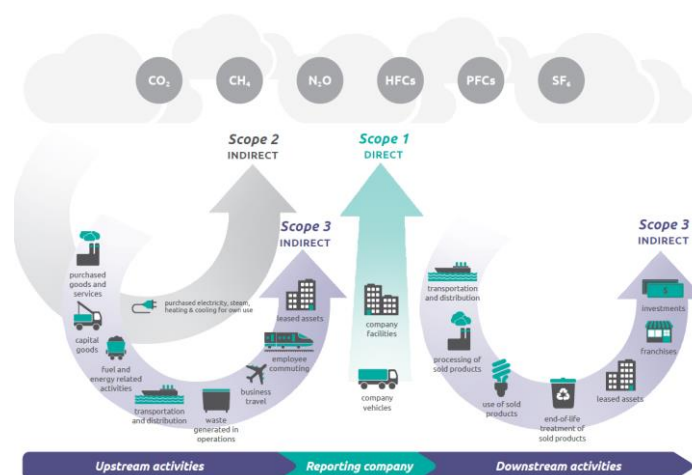 CO₂
CH₄
N₂O
HFCs
PFCs
SF₆
Scope 2
INDIRECT
Scope 1
DIRECT
Scope 3
INDIRECT
Scope 3
INDIRECT
purchased
goods and
services
capital
goods
fuel and
energy related
activities
purchased electricity, steam,
heating & cooling for own use
transportation
and distribution
waste
generated in
operations
business
travel
employee
commuting
leased assets
company
facilities
company
vehicles
transportation
and distribution
processing of
sold products
use of sold
products
end-of-life
treatment of
sold products
leased assets
franchises
$
investments
Upstream activities
Reporting company
Downstream activities